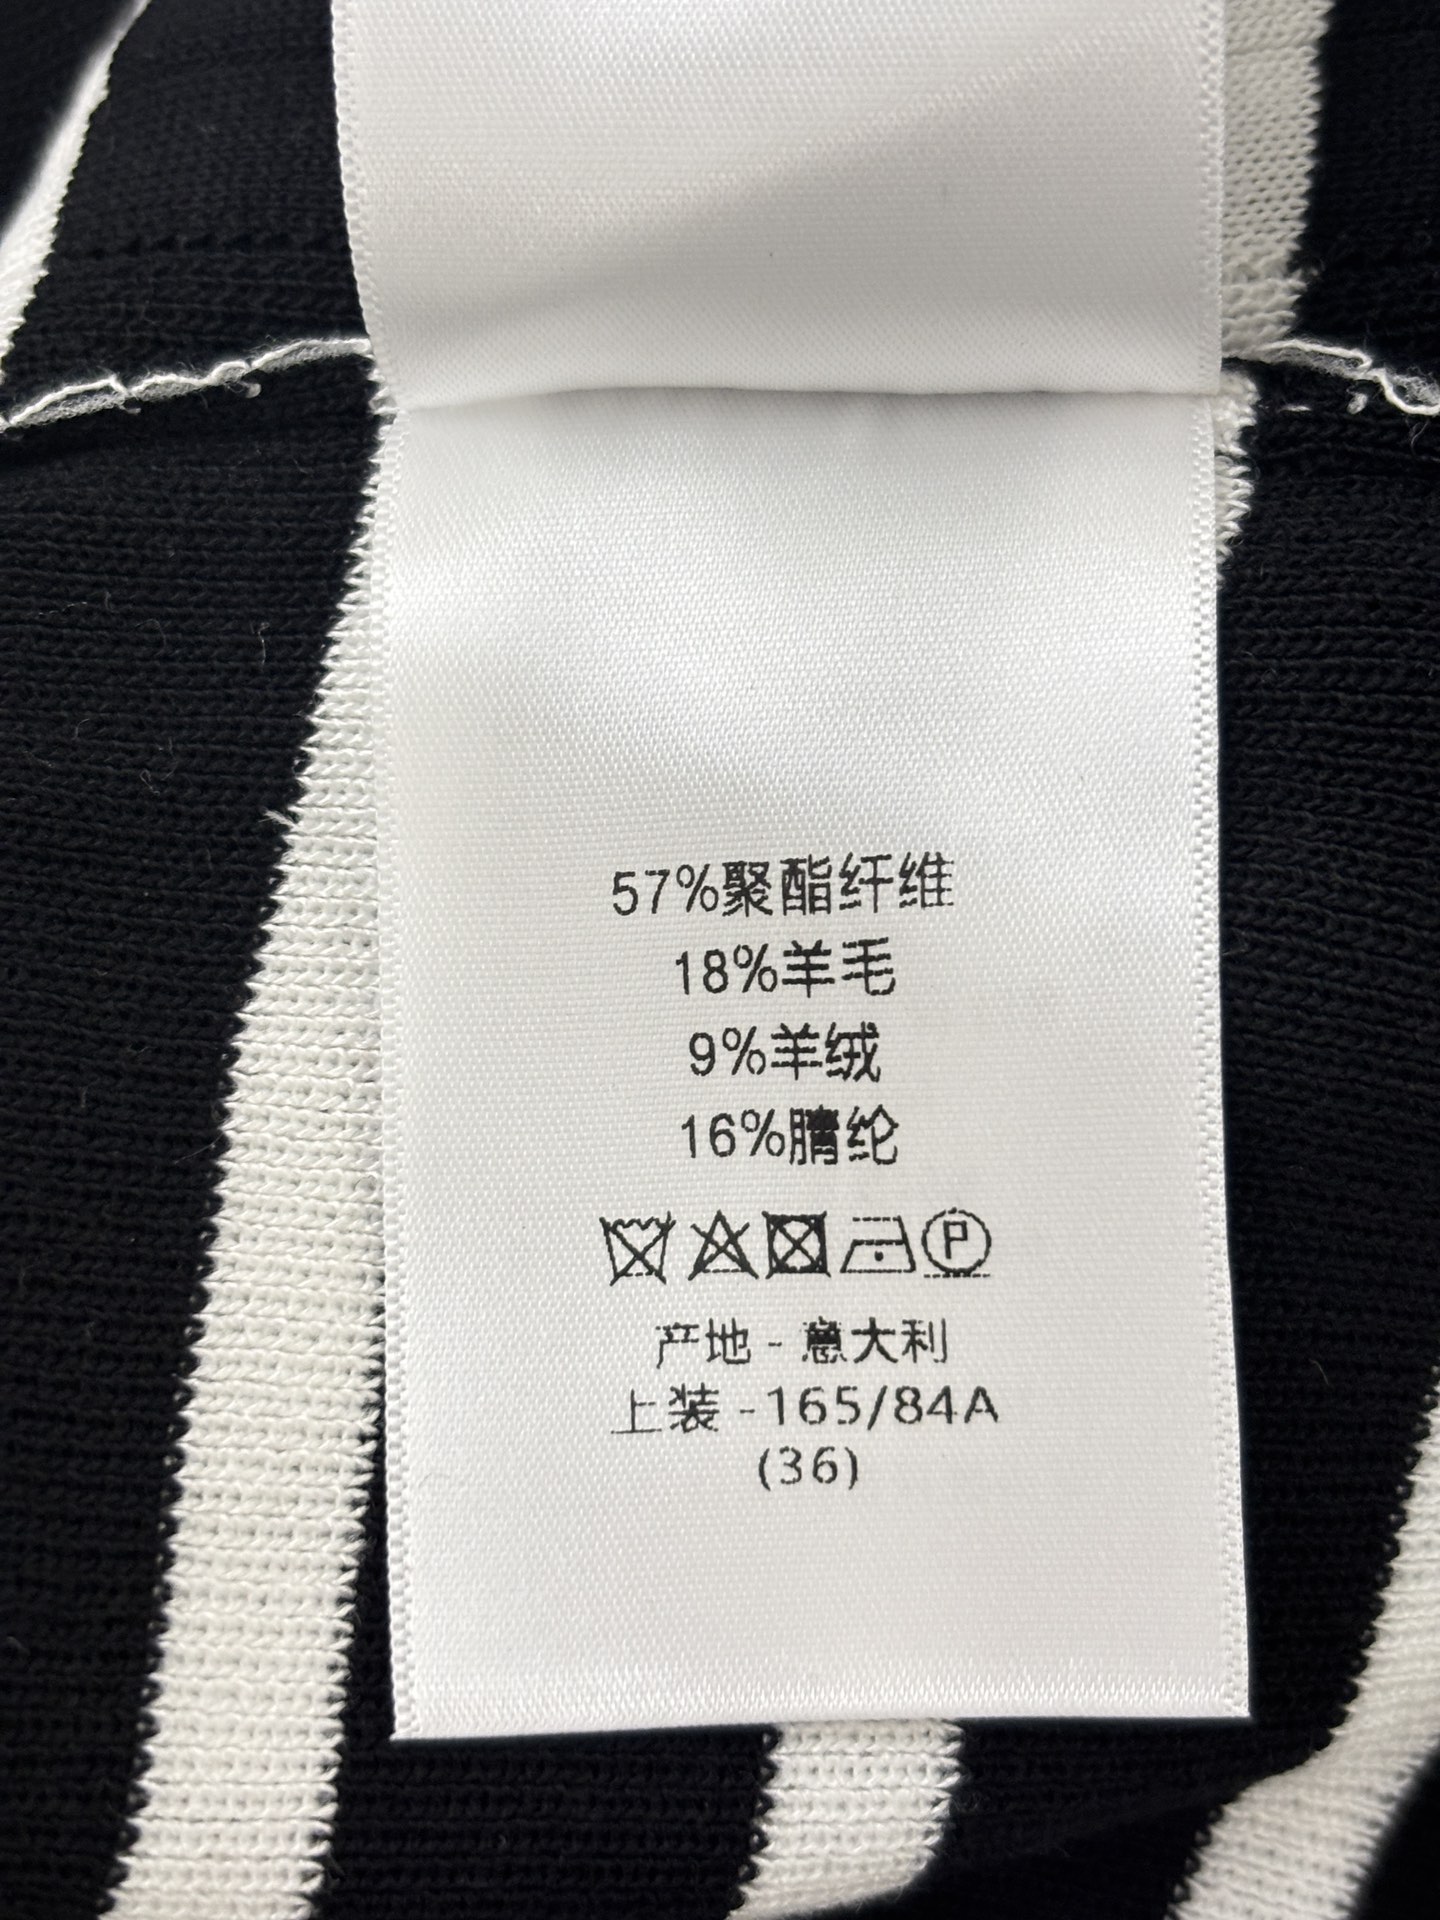 57%聚酯纤维
18%羊毛
9%羊绒
16%腈纶
P
产地 - 意大利
上装 -165/84A
(36)